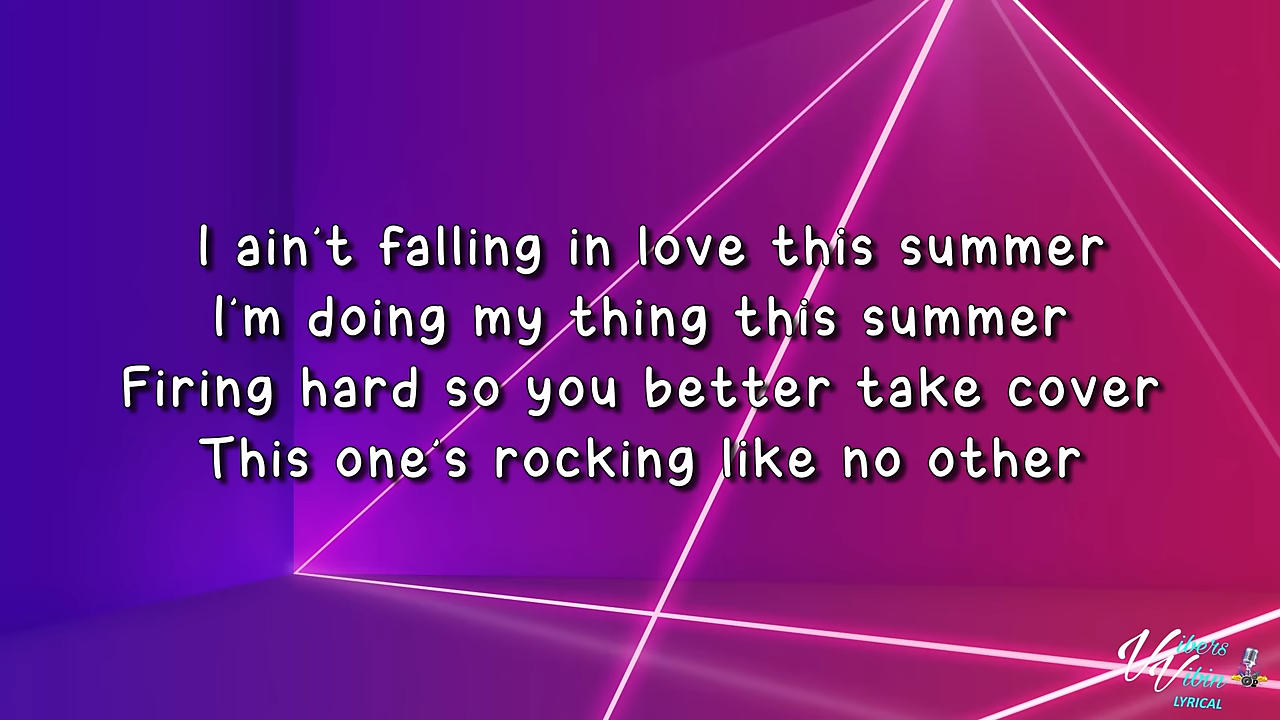 I ain't falling in love this summer
I'm doing my thing this summer
Firing hard so you better take cover
This one's rocking like no other
Vibers
Vibin
LYRICAL